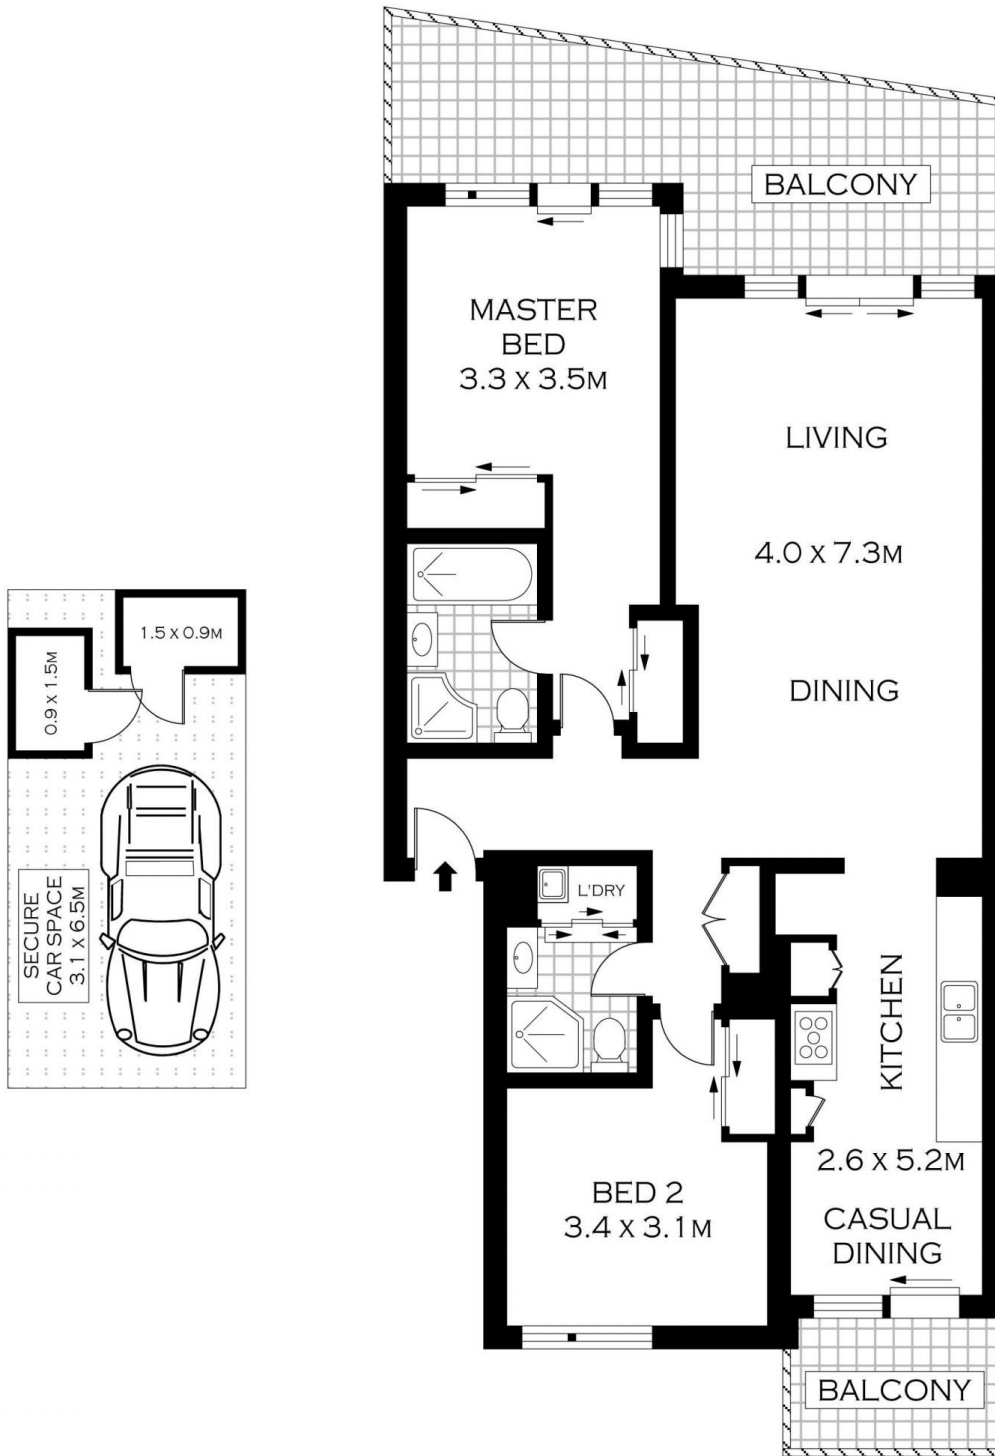 BALCONY
MASTER
BED
3.3 X 3.5M
LIVING
4.0 X 7.3M
DINING
1.5 X 0.9M
0.9 X 1.5M
SECURE
CAR SPACE
3.1 X 6.5M
L'DRY
KITCHEN
2.6 X 5.2M
CASUAL
DINING
BED 2
3.4 X 3.1M
BALCONY